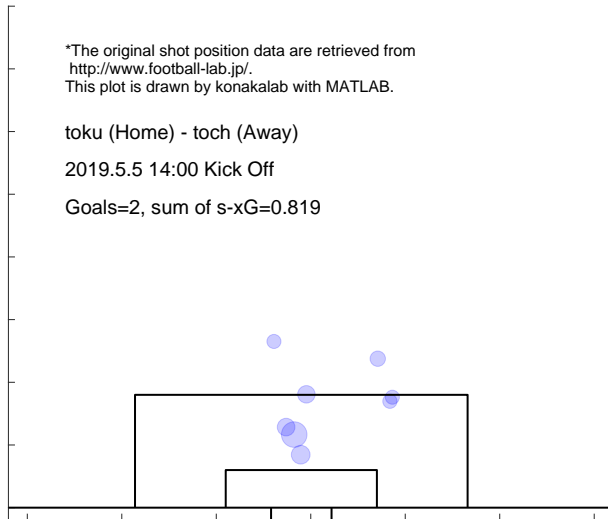 *The original shot position data are retrieved from
http://www.football-lab.jp/.
This plot is drawn by konakalab with MATLAB.
toku (Home) - toch (Away)
2019.5.5 14:00 Kick Off
Goals=2, sum of s-xG=0.819